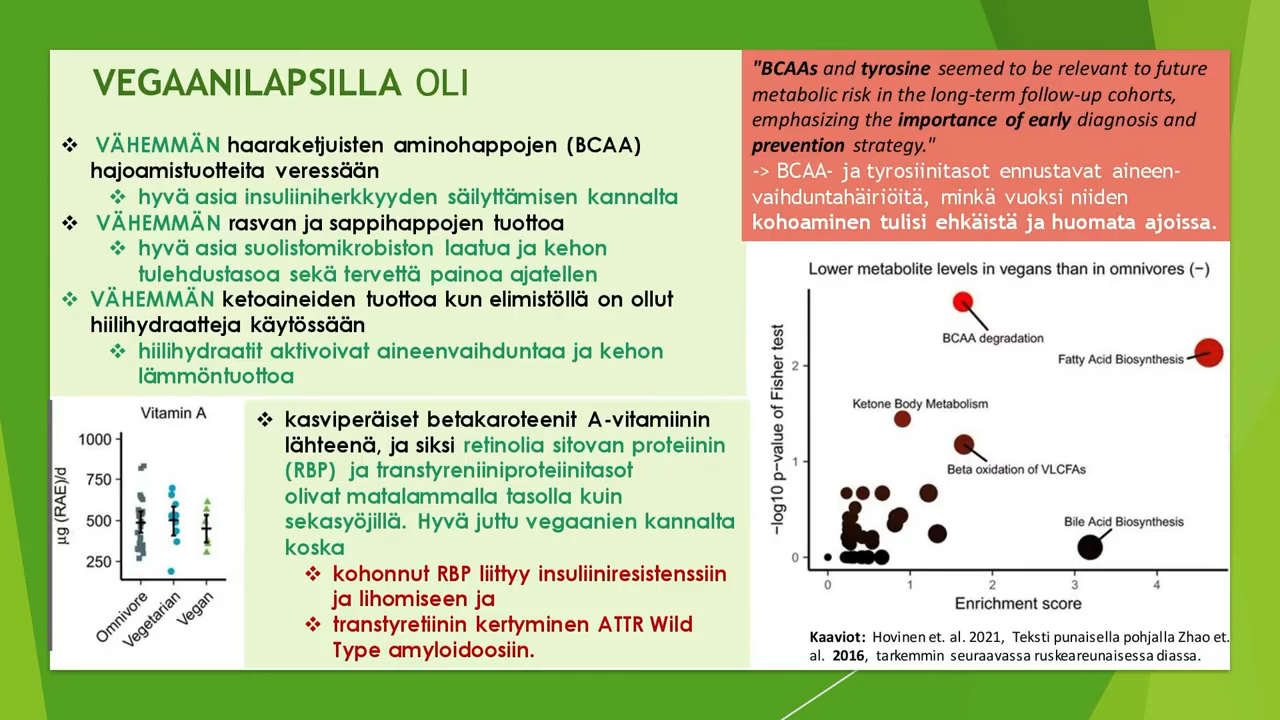 VEGAANILAPSILLA OLI
❖ VÄHEMMÄN haaraketjuisten aminohappojen (BCAA)
hajoamistuotteita veressään
❖ hyvä asia insuliiniherkkyyden säilyttämisen kannalta
❖ VÄHEMMÄN rasvan ja sappihappojen tuottoa
❖ hyvä asia suolistomikrobiston laatua ja kehon
tulehdustasoa sekä tervettä painoa ajatellen
❖ VÄHEMMÄN ketoaineiden tuottoa kun elimistöllä on ollut
hiilihydraatteja käytössään
❖ hiilihydraatit aktivoivat aineenvaihduntaa ja kehon
lämmöntuottoa
"BCAAs and tyrosine seemed to be relevant to future
metabolic risk in the long-term follow-up cohorts,
emphasizing the importance of early diagnosis and
prevention strategy."
-> BCAA- ja tyrosiinitasot ennustavat aineen-
vaihduntahäiriöitä, minkä vuoksi niiden
kohoaminen tulisi ehkäistä ja huomata ajoissa.
Vitamin A
µg (RAE)/d
1000
750
500
250
Omnivore
Vegetarian
Vegan
❖ kasviperäiset betakaroteenit A-vitamiinin
lähteenä, ja siksi retinolia sitovan proteiinin
(RBP) ja transtyreniiniproteiinitasot
olivat matalammalla tasolla kuin
sekasyöjillä. Hyvä juttu vegaanien kannalta
koska
❖ kohonnut RBP liittyy insuliiniresistenssiin
ja lihomiseen ja
❖ transtyretiinin kertyminen ATTR Wild
Type amyloidoosiin.
Lower metabolite levels in vegans than in omnivores (−)
−log10 p−value of Fisher test
2
1
0
BCAA degradation
Fatty Acid Biosynthesis
Ketone Body Metabolism
Beta oxidation of VLCFAs
Bile Acid Biosynthesis
0
1
2
3
4
Enrichment score
Kaaviot: Hovinen et. al. 2021, Teksti punaisella pohjalla Zhao et.
al. 2016, tarkemmin seuraavassa ruskeareunaisessa diassa.